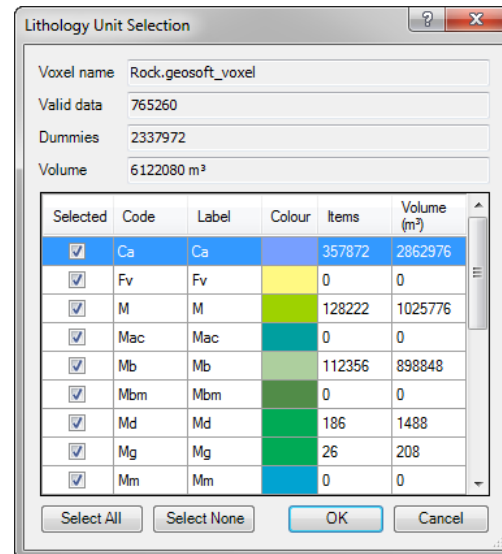 Lithology Unit Selection
Voxel name Rock.geosoft_voxel
Valid data 765260
Dummies 2337972
Volume 6122080 m³
Selected Code Label Colour Items Volume (m³)
Ca Ca 357872 2862976
Fv Fv 0 0
M M 128222 1025776
Mac Mac 0 0
Mb Mb 112356 898848
Mbm Mbm 0 0
Md Md 186 1488
Mg Mg 26 208
Mm Mm 0 0
Select All Select None OK Cancel